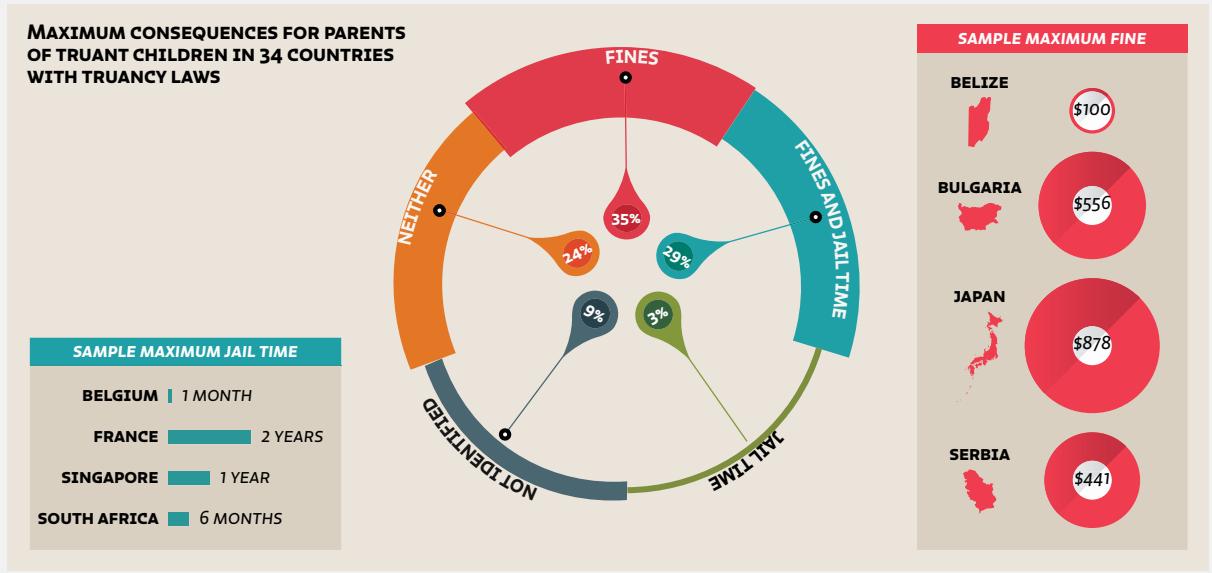 MAXIMUM CONSEQUENCES FOR PARENTS
OF TRUANT CHILDREN IN 34 COUNTRIES
WITH TRUANCY LAWS
FINES
35%
FINES AND JAIL TIME
29%
JAIL TIME
3%
NOT IDENTIFIED
9%
NEITHER
24%
SAMPLE MAXIMUM JAIL TIME
BELGIUM 1 MONTH
FRANCE 2 YEARS
SINGAPORE 1 YEAR
SOUTH AFRICA 6 MONTHS
SAMPLE MAXIMUM FINE
BELIZE
$100
BULGARIA
$556
JAPAN
$878
SERBIA
$441